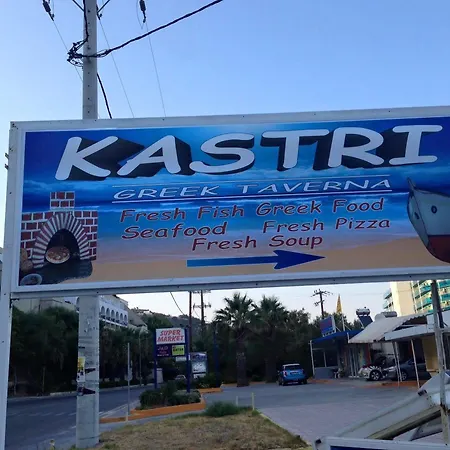 KASTRI
GREEK TAVERNA
Fresh Fish Greek Food
Seafood Fresh Pizza
Fresh Soup
SUPER
MARKET